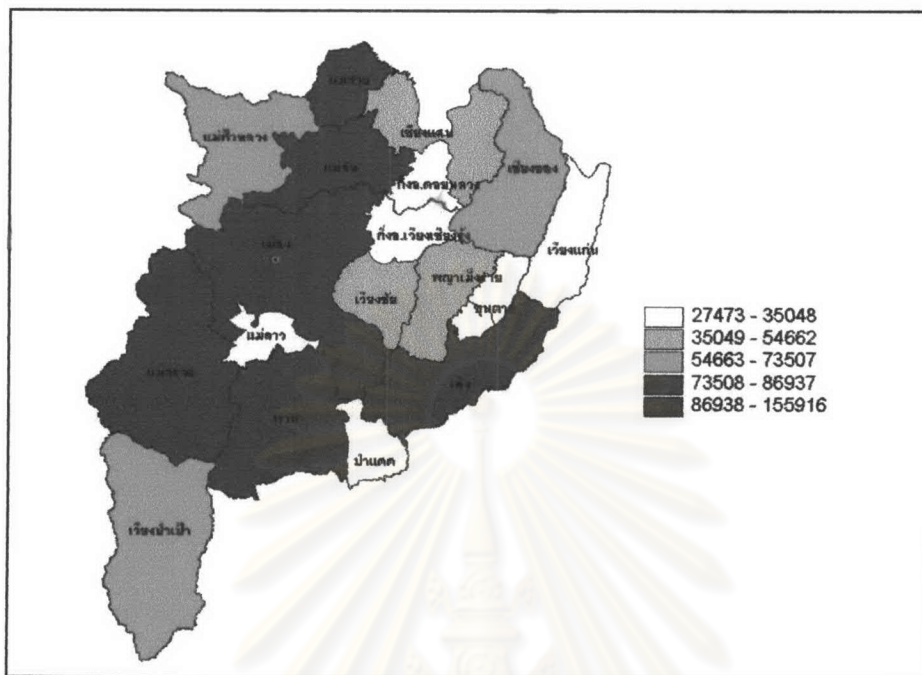 แม่สาย
แม่ฟ้าหลวง
เชียงแสน
แม่จัน
เชียงของ
กิ่งอ.ดอยหลวง
เมือง
กิ่งอ.เวียงเชียงรุ้ง
เวียงแก่น
พญาเม็งราย
เวียงชัย
ขุนตาล
แม่ลาว
แม่สรวย
เทิง
พาน
ป่าแดด
เวียงป่าเป้า
27473 - 35048
35049 - 54662
54663 - 73507
73508 - 86937
86938 - 155916